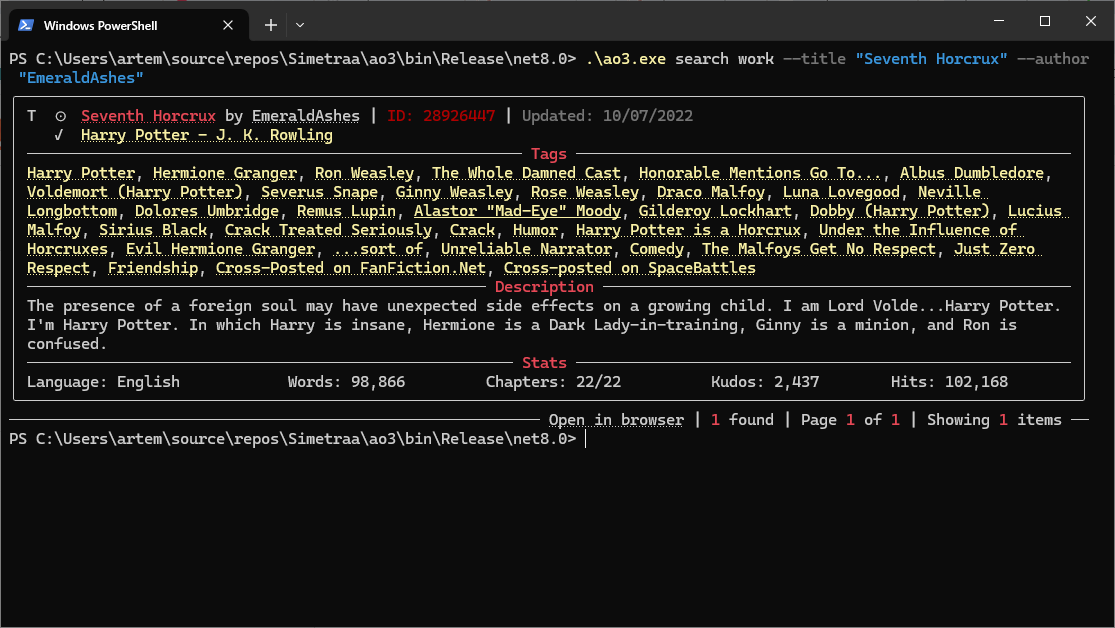 Windows PowerShell
PS C:\Users\artem\source\repos\Simetraa\ao3\bin\Release\net8.0> .\ao3.exe search work --title "Seventh Horcrux" --author
"EmeraldAshes"
T ⊙ Seventh Horcrux by EmeraldAshes | ID: 28926447 | Updated: 10/07/2022
√ Harry Potter - J. K. Rowling
Tags
Harry Potter, Hermione Granger, Ron Weasley, The Whole Damned Cast, Honorable Mentions Go To..., Albus Dumbledore,
Voldemort (Harry Potter), Severus Snape, Ginny Weasley, Rose Weasley, Draco Malfoy, Luna Lovegood, Neville
Longbottom, Dolores Umbridge, Remus Lupin, Alastor "Mad-Eye" Moody, Gilderoy Lockhart, Dobby (Harry Potter), Lucius
Malfoy, Sirius Black, Crack Treated Seriously, Crack, Humor, Harry Potter is a Horcrux, Under the Influence of
Horcruxes, Evil Hermione Granger, ...sort of, Unreliable Narrator, Comedy, The Malfoys Get No Respect, Just Zero
Respect, Friendship, Cross-Posted on FanFiction.Net, Cross-posted on SpaceBattles
Description
The presence of a foreign soul may have unexpected side effects on a growing child. I am Lord Volde...Harry Potter.
I'm Harry Potter. In which Harry is insane, Hermione is a Dark Lady-in-training, Ginny is a minion, and Ron is
confused.
Stats
Language: English Words: 98,866 Chapters: 22/22 Kudos: 2,437 Hits: 102,168
Open in browser | 1 found | Page 1 of 1 | Showing 1 items
PS C:\Users\artem\source\repos\Simetraa\ao3\bin\Release\net8.0>